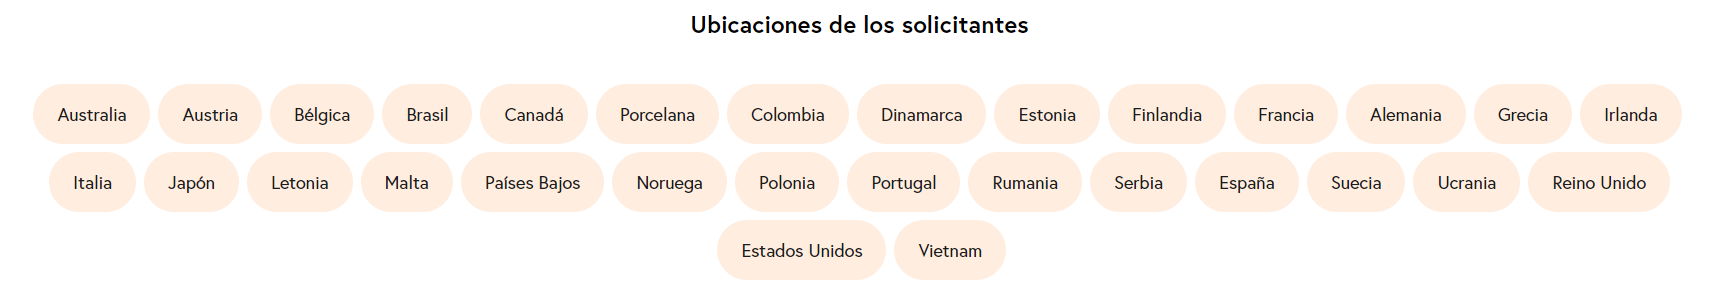 Ubicaciones de los solicitantes
Australia Austria Bélgica Brasil Canadá Porcelana Colombia Dinamarca Estonia Finlandia Francia Alemania Grecia Irlanda
Italia Japón Letonia Malta Países Bajos Noruega Polonia Portugal Rumania Serbia España Suecia Ucrania Reino Unido
Estados Unidos Vietnam